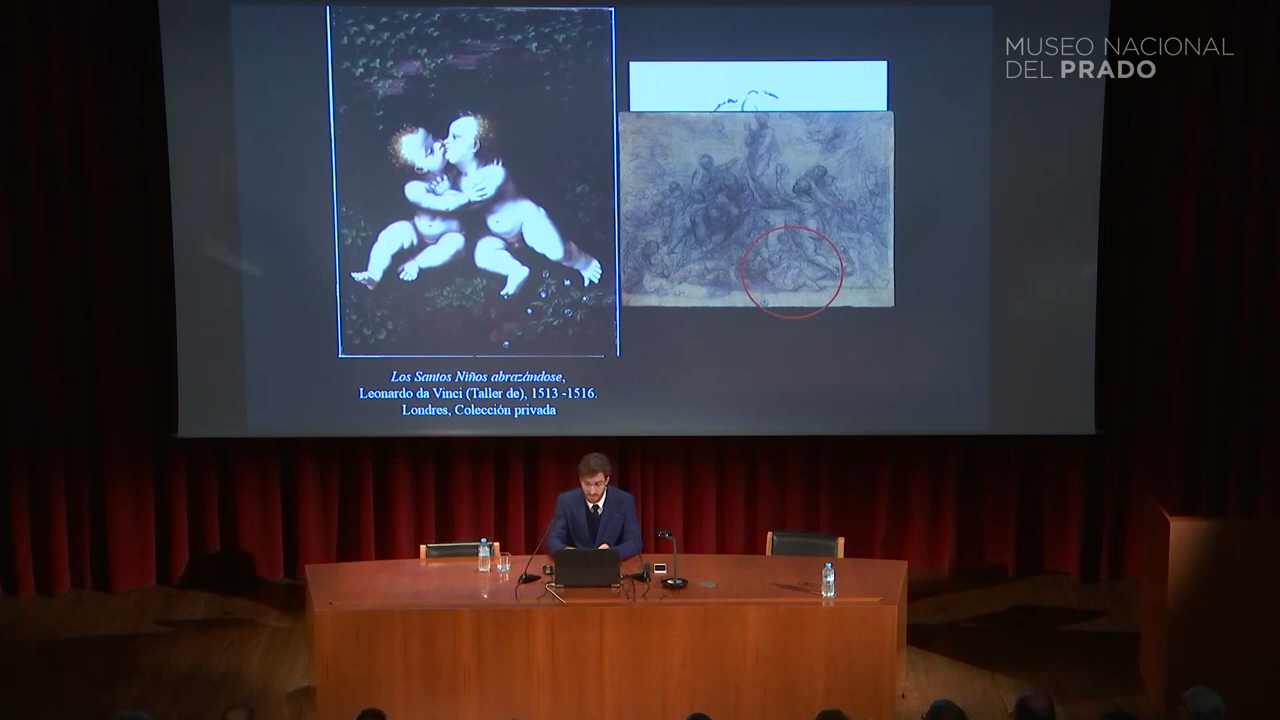 MUSEO NACIONAL
DEL PRADO
Los Santos Niños abrazándose,
Leonardo da Vinci (Taller de), 1513 -1516.
Londres, Colección privada